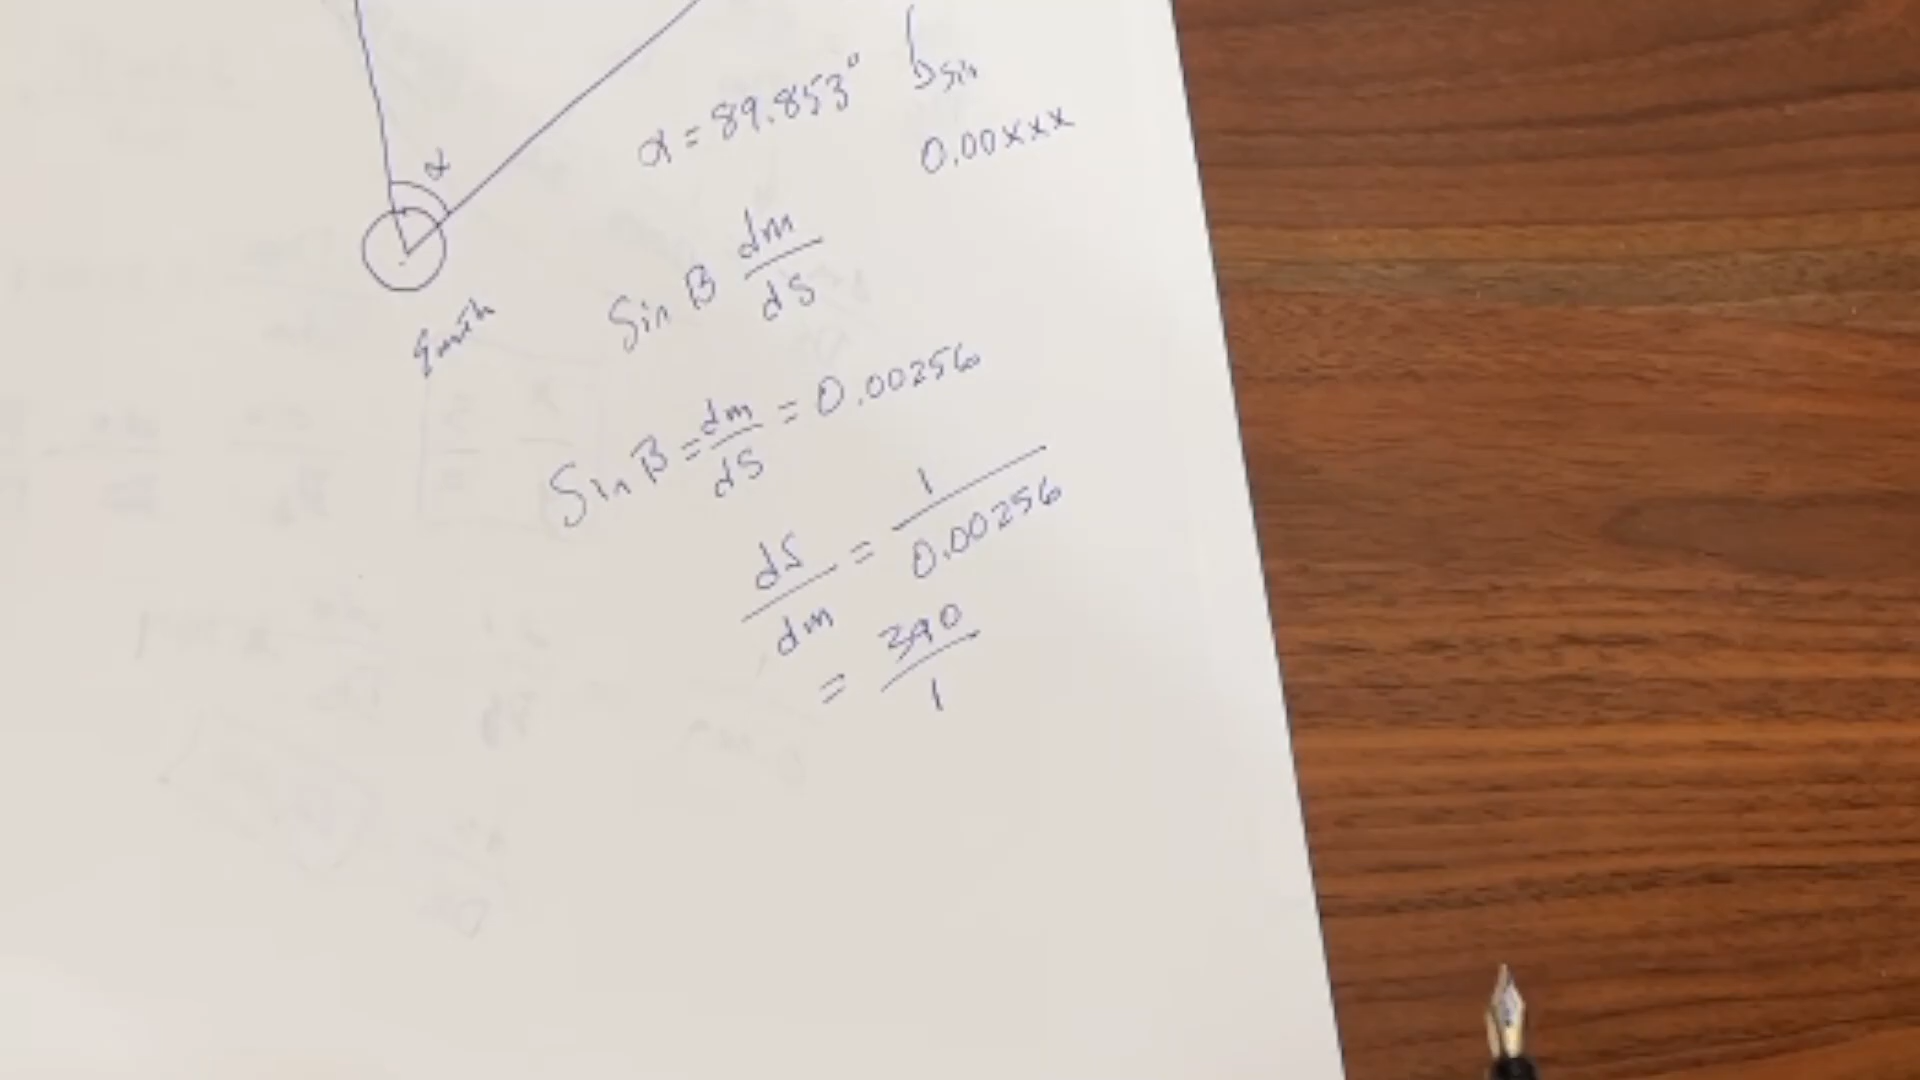 α
α = 89.853°
Sin
0.00xxx
Earth
Sin B dm
dS
Sin B = dm = 0.00256
dS
dS = 1
dm 0.00256
= 390
1